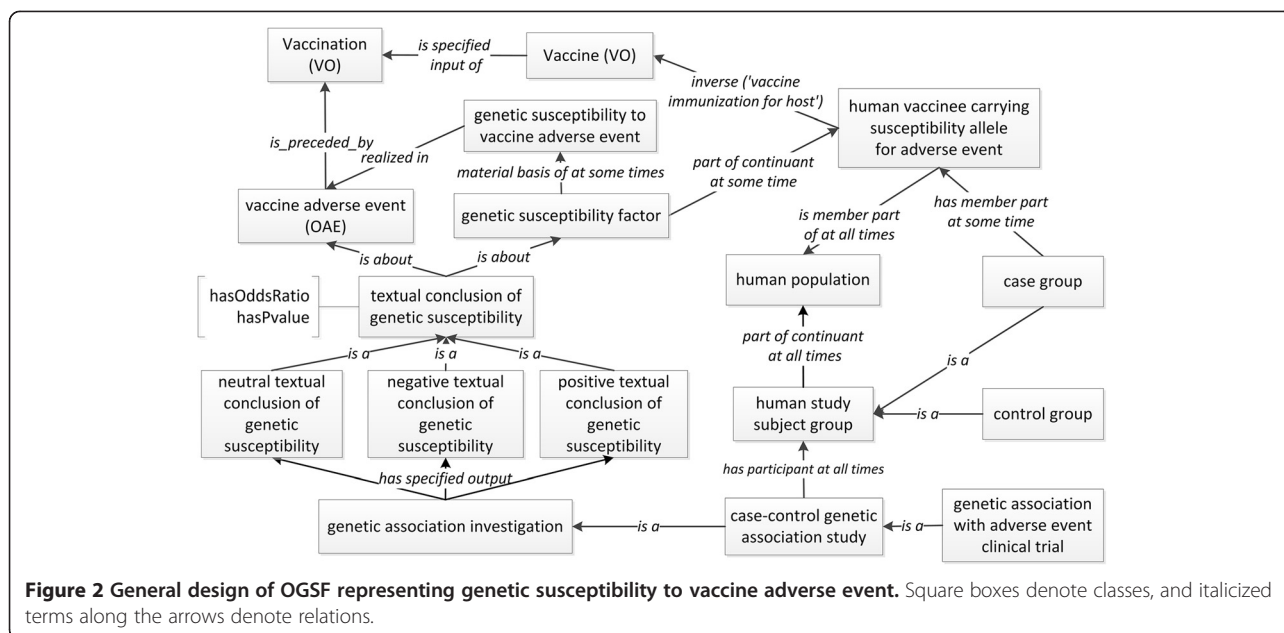 Vaccination
(VO)
is specified
input of
Vaccine (VO)
inverse ('vaccine
immunization for host')
human vaccinee carrying
susceptibility allele
for adverse event
genetic susceptibility to
vaccine adverse event
is_preceded_by
realized in
material basis of at some times
part of continuant
at some time
vaccine adverse event
(OAE)
genetic susceptibility factor
is member part
of at all times
has member part
at some time
is about
is about
human population
case group
hasOddsRatio
hasPvalue
textual conclusion of
genetic susceptibility
part of continuant
at all times
is a
is a
is a
is a
neutral textual
conclusion of
genetic
susceptibility
negative textual
conclusion of
genetic
susceptibility
positive textual
conclusion of
genetic
susceptibility
human study
subject group
is a
control group
has specified output
has participant at all times
genetic association investigation
is a
case-control genetic
association study
is a
genetic association
with adverse event
clinical trial
Figure 2 General design of OGSF representing genetic susceptibility to vaccine adverse event. Square boxes denote classes, and italicized
terms along the arrows denote relations.